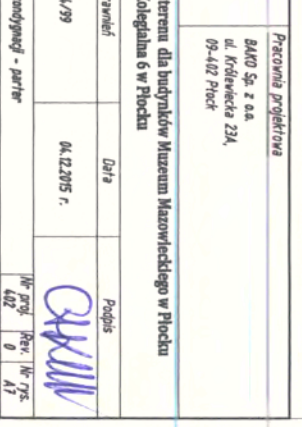 Pracownia projektowa
BAKO Sp. z o.o.
ul. Królewiecka 23A,
09-402 Płock
terenu dla budynków Muzeum Mazowieckiego w Płocku
Kolegialna 6 w Płocku
Data
Podpis
/99
04.12.2015 r.
kondygnacji - parter
Nr proj.
Rev.
Nr rys.
402
0
A7